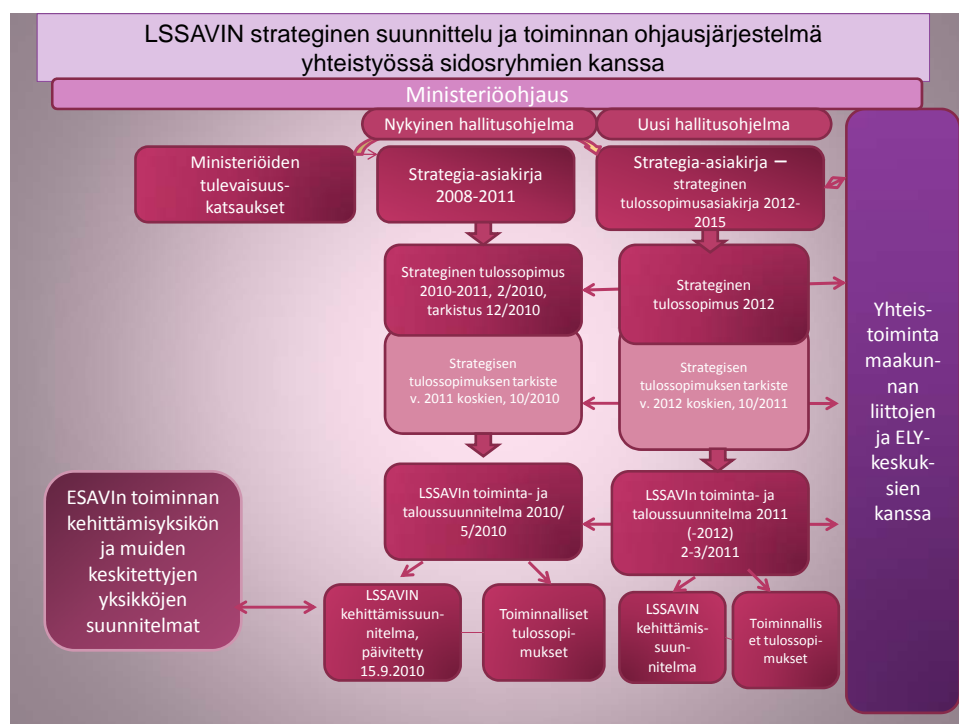 LSSAVIN strateginen suunnittelu ja toiminnan ohjausjärjestelmä
yhteistyössä sidosryhmien kanssa
Ministeriöohjaus
Nykyinen hallitusohjelma
Uusi hallitusohjelma
Ministeriöiden
tulevaisuus-
katsaukset
Strategia-asiakirja
2008-2011
Strategia-asiakirja –
strateginen
tulossopimusasiakirja 2012-
2015
Strateginen tulossopimus
2010-2011, 2/2010,
tarkistus 12/2010
Strateginen
tulossopimus 2012
Strategisen
tulossopimuksen tarkiste
v. 2011 koskien, 10/2010
Strategisen
tulossopimuksen tarkiste
v. 2012 koskien, 10/2011
LSSAVIn toiminta- ja
taloussuunnitelma 2010/
5/2010
LSSAVIn toiminta- ja
taloussuunnitelma 2011
(-2012)
2-3/2011
ESAVIn toiminnan
kehittämisyksikön
ja muiden
keskitettyjen
yksikköjen
suunnitelmat
LSSAVIN
kehittämissuun-
nitelma,
päivitetty
15.9.2010
Toiminnalliset
tulossopi-
mukset
LSSAVIN
kehittämis-
suun-
nitelma
Toiminnallis
et tulossopi-
mukset
Yhteis-
toiminta
maakun-
nan
liittojen
ja ELY-
keskuk-
sien
kanssa